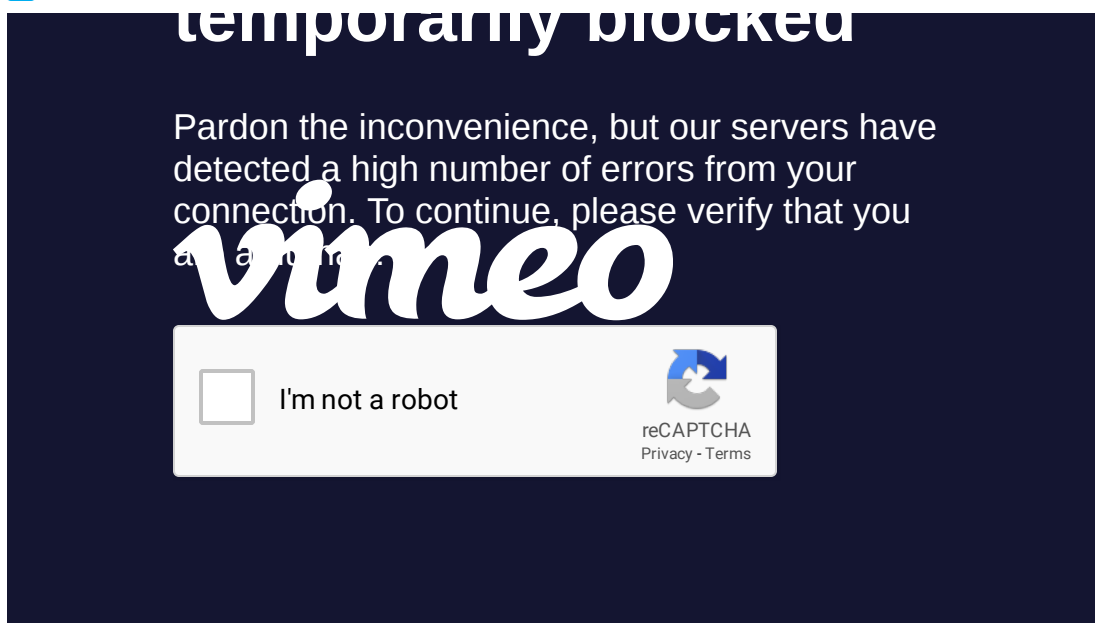 temporarily blocked
Pardon the inconvenience, but our servers have
detected a high number of errors from your
connection. To continue, please verify that you
vimeo
I'm not a robot
reCAPTCHA
Privacy - Terms